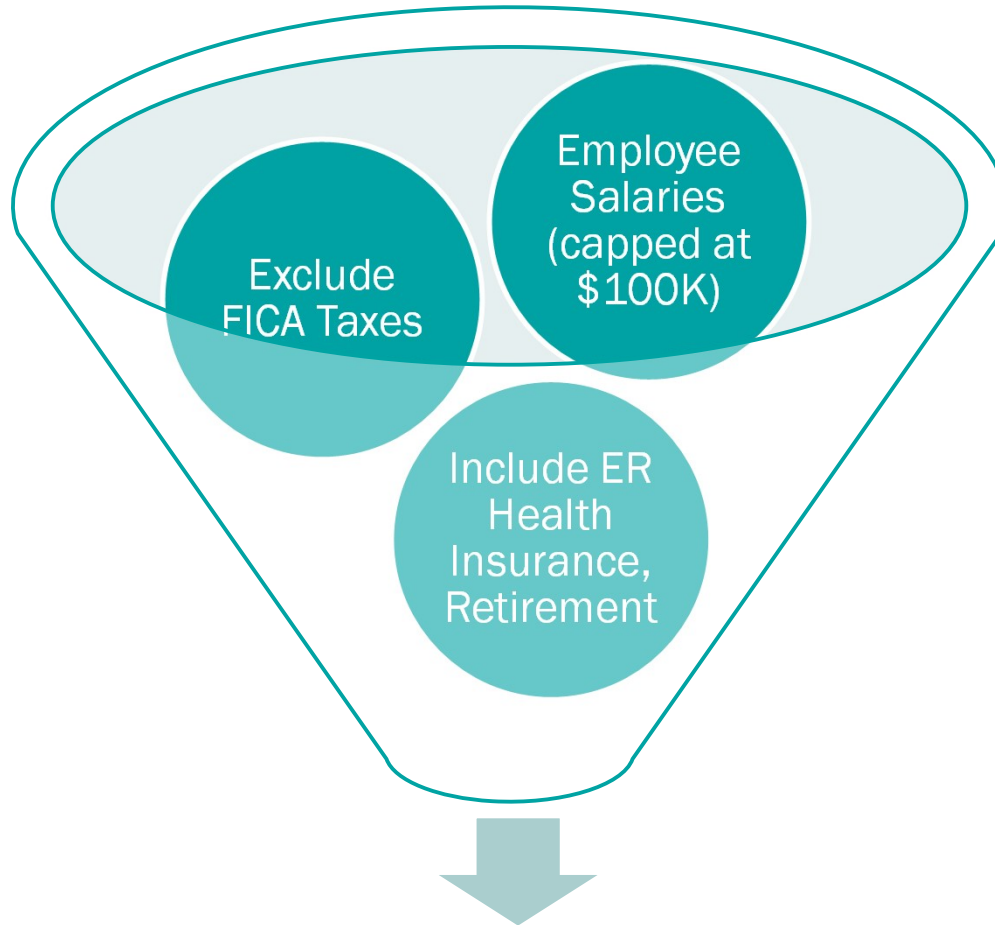 Employee
Salaries
(capped at
$100K)
Exclude
FICA Taxes
Include ER
Health
Insurance,
Retirement